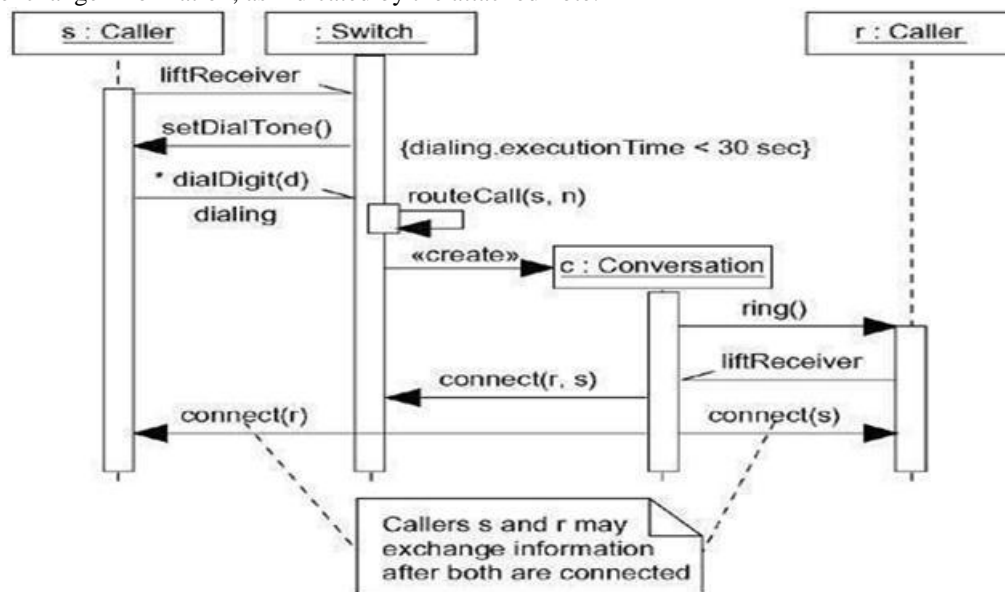 s : Caller
: Switch
r : Caller
liftReceiver
setDialTone()
{dialing.executionTime < 30 sec}
* dialDigit(d)
dialing
routeCall(s, n)
«create»
c : Conversation
ring()
liftReceiver
connect(r, s)
connect(r)
connect(s)
Callers s and r may
exchange information
after both are connected